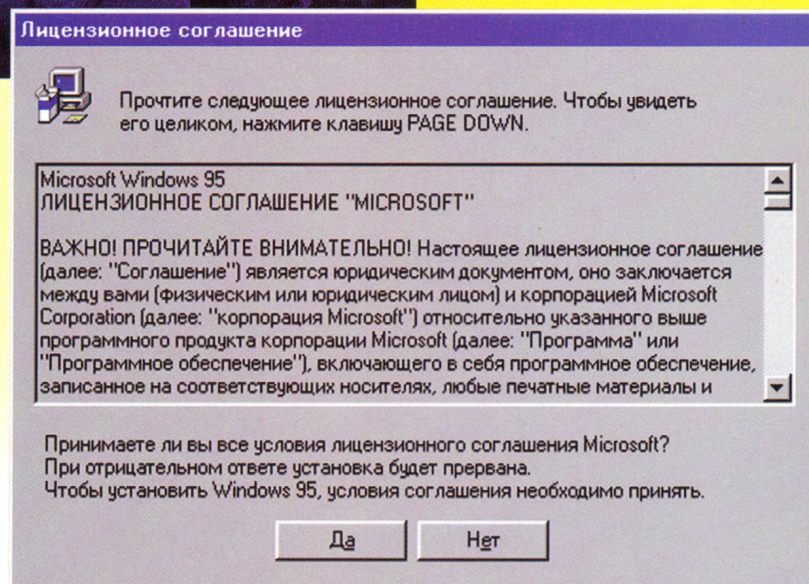 Лицензионное соглашение
Прочтите следующее лицензионное соглашение. Чтобы увидеть
его целиком, нажмите клавишу PAGE DOWN.
Microsoft Windows 95
ЛИЦЕНЗИОННОЕ СОГЛАШЕНИЕ "MICROSOFT"
ВАЖНО! ПРОЧИТАЙТЕ ВНИМАТЕЛЬНО! Настоящее лицензионное соглашение
(далее: "Соглашение") является юридическим документом, оно заключается
между вами (физическим или юридическим лицом) и корпорацией Microsoft
Corporation (далее: "корпорация Microsoft") относительно указанного выше
программного продукта корпорации Microsoft (далее: "Программа" или
"Программное обеспечение"), включающего в себя программное обеспечение,
записанное на соответствующих носителях, любые печатные материалы и
Принимаете ли вы все условия лицензионного соглашения Microsoft?
При отрицательном ответе установка будет прервана.
Чтобы установить Windows 95, условия соглашения необходимо принять.
Да
Нет